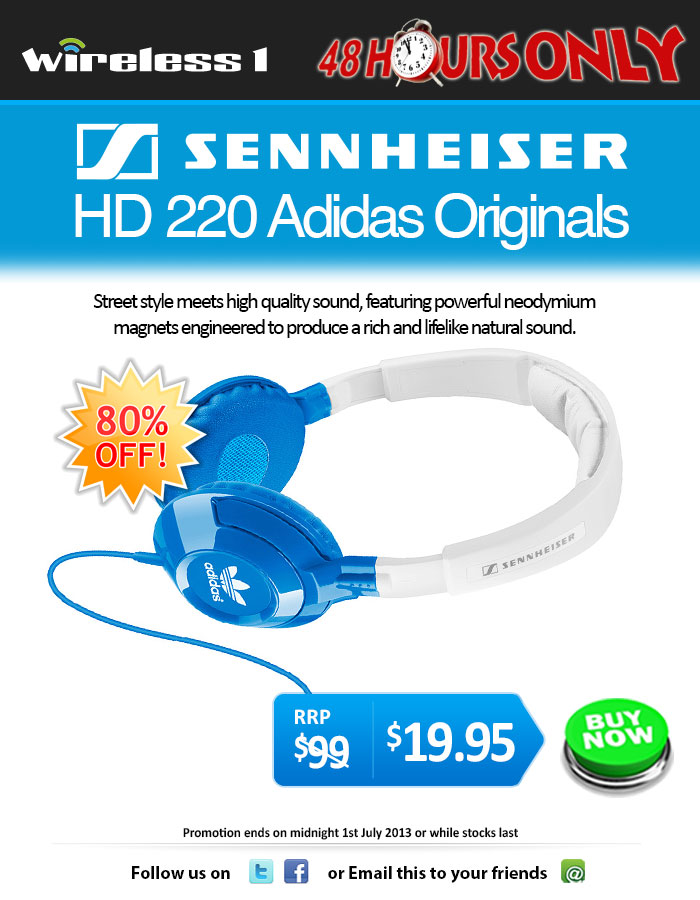 wireless 1
48 HOURS ONLY
SENNHEISER
HD 220 Adidas Originals
Street style meets high quality sound, featuring powerful neodymium
magnets engineered to produce a rich and lifelike natural sound.
80%
OFF!
SENNHEISER
adidas
RRP
$99
$19.95
BUY
NOW
Promotion ends on midnight 1st July 2013 or while stocks last
Follow us on t f or Email this to your friends @